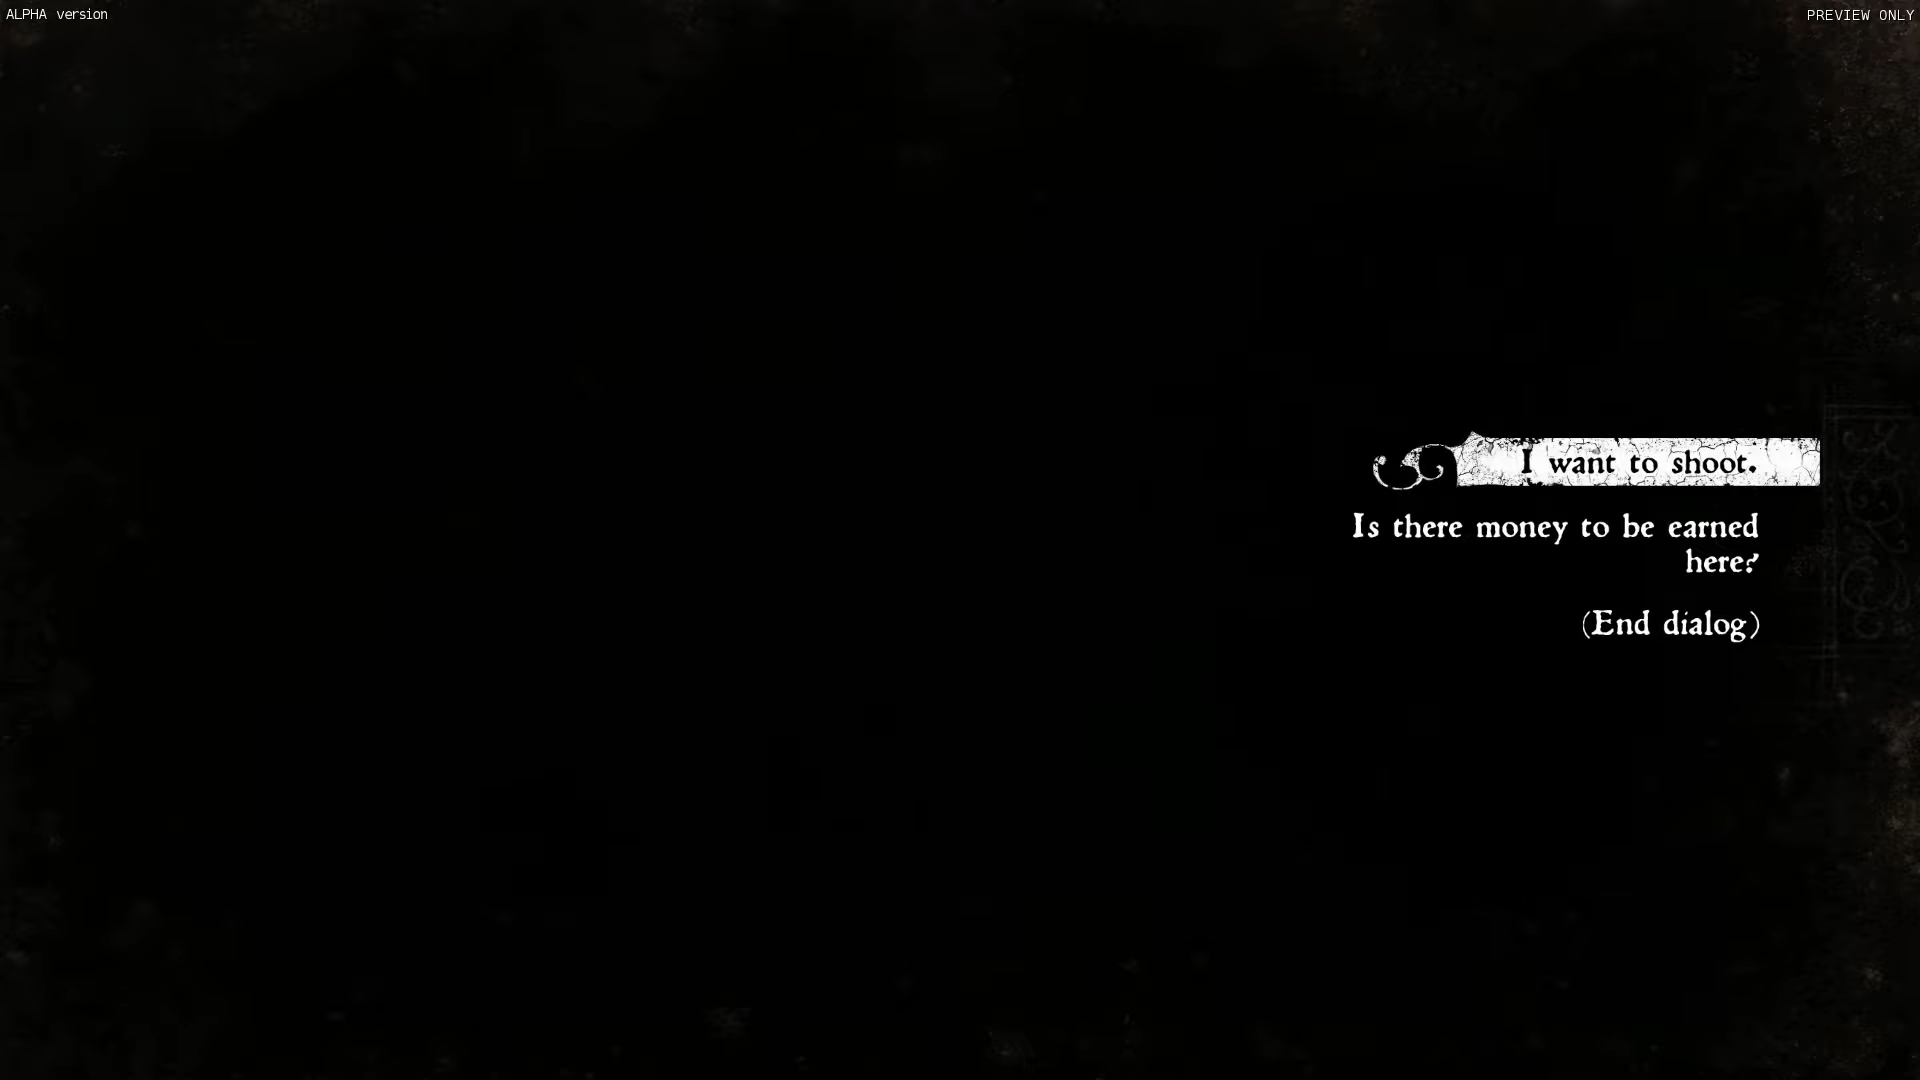 ALPHA version
PREVIEW ONLY
I want to shoot.
Is there money to be earned
here?
(End dialog)